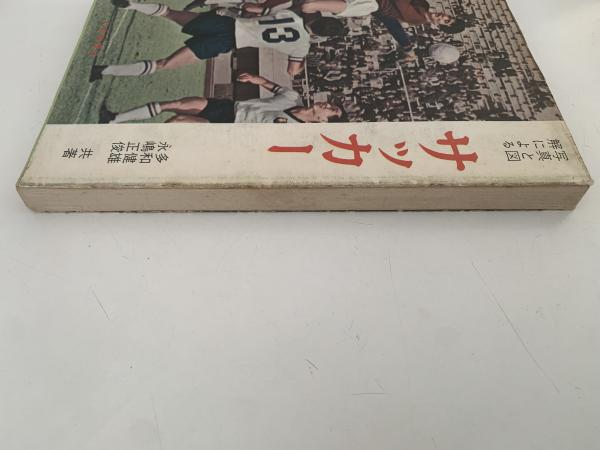 写真と図
解による
サッカー
多和健雄
永嶋正俊
共著
13